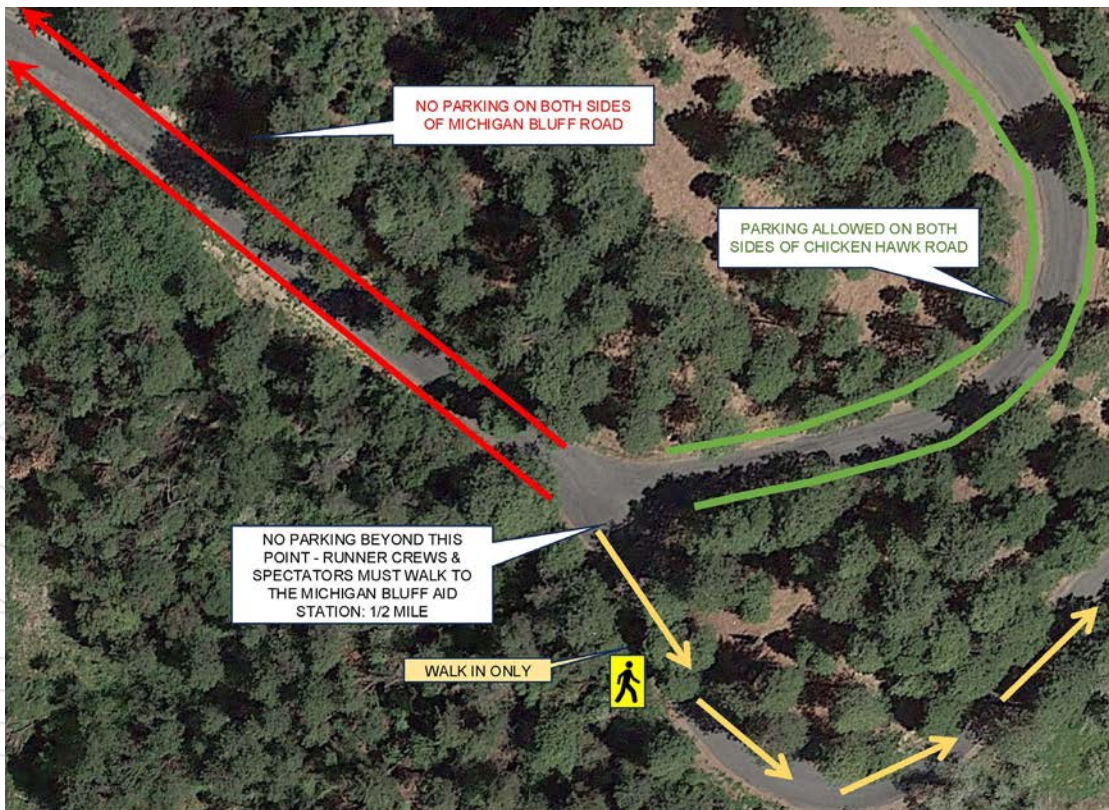 NO PARKING ON BOTH SIDES
OF MICHIGAN BLUFF ROAD
PARKING ALLOWED ON BOTH
SIDES OF CHICKEN HAWK ROAD
NO PARKING BEYOND THIS
POINT - RUNNER CREWS &
SPECTATORS MUST WALK TO
THE MICHIGAN BLUFF AID
STATION: 1/2 MILE
WALK IN ONLY